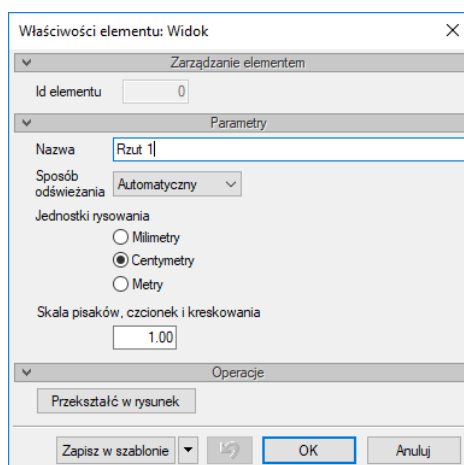 Właściwości elementu: Widok
Zarządzanie elementem
Id elementu 0
Parametry
Nazwa Rzut 1
Sposób
odświeżania Automatyczny
Jednostki rysowania
Milimetry
Centymetry
Metry
Skala pisaków, czcionek i kreskowania
1.00
Operacje
Przekształć w rysunek
Zapisz w szablonie OK Anuluj